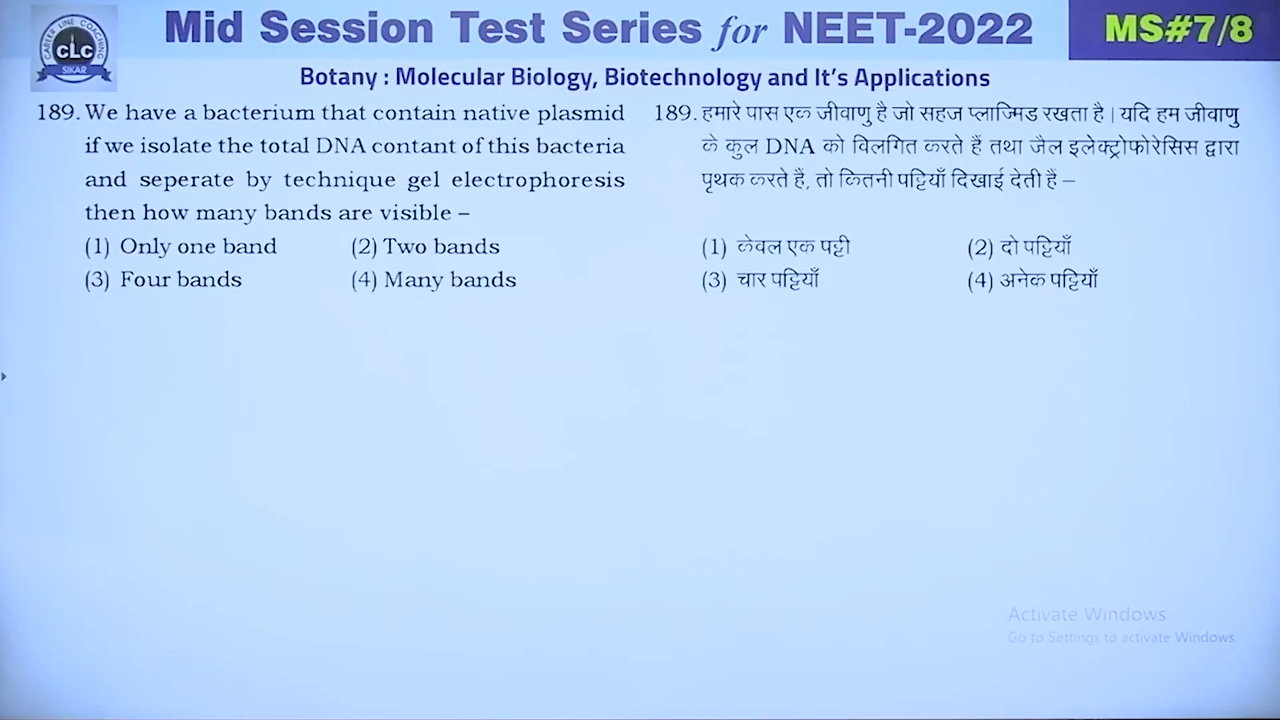 Mid Session Test Series for NEET-2022
MS#7/8
CAREER LINE COACHING
CLC
SIKAR
Botany : Molecular Biology, Biotechnology and It's Applications
189. We have a bacterium that contain native plasmid
if we isolate the total DNA contant of this bacteria
and seperate by technique gel electrophoresis
then how many bands are visible –
(1) Only one band (2) Two bands
(3) Four bands (4) Many bands
189. हमारे पास एक जीवाणु है जो सहज प्लाज्मिड रखता है। यदि हम जीवाणु
के कुल DNA को विलगित करते हैं तथा जैल इलेक्ट्रोफोरेसिस द्वारा
पृथक करते हैं, तो कितनी पट्टियाँ दिखाई देती हैं –
(1) केवल एक पट्टी (2) दो पट्टियाँ
(3) चार पट्टियाँ (4) अनेक पट्टियाँ
Activate Windows
Go to Settings to activate Windows.